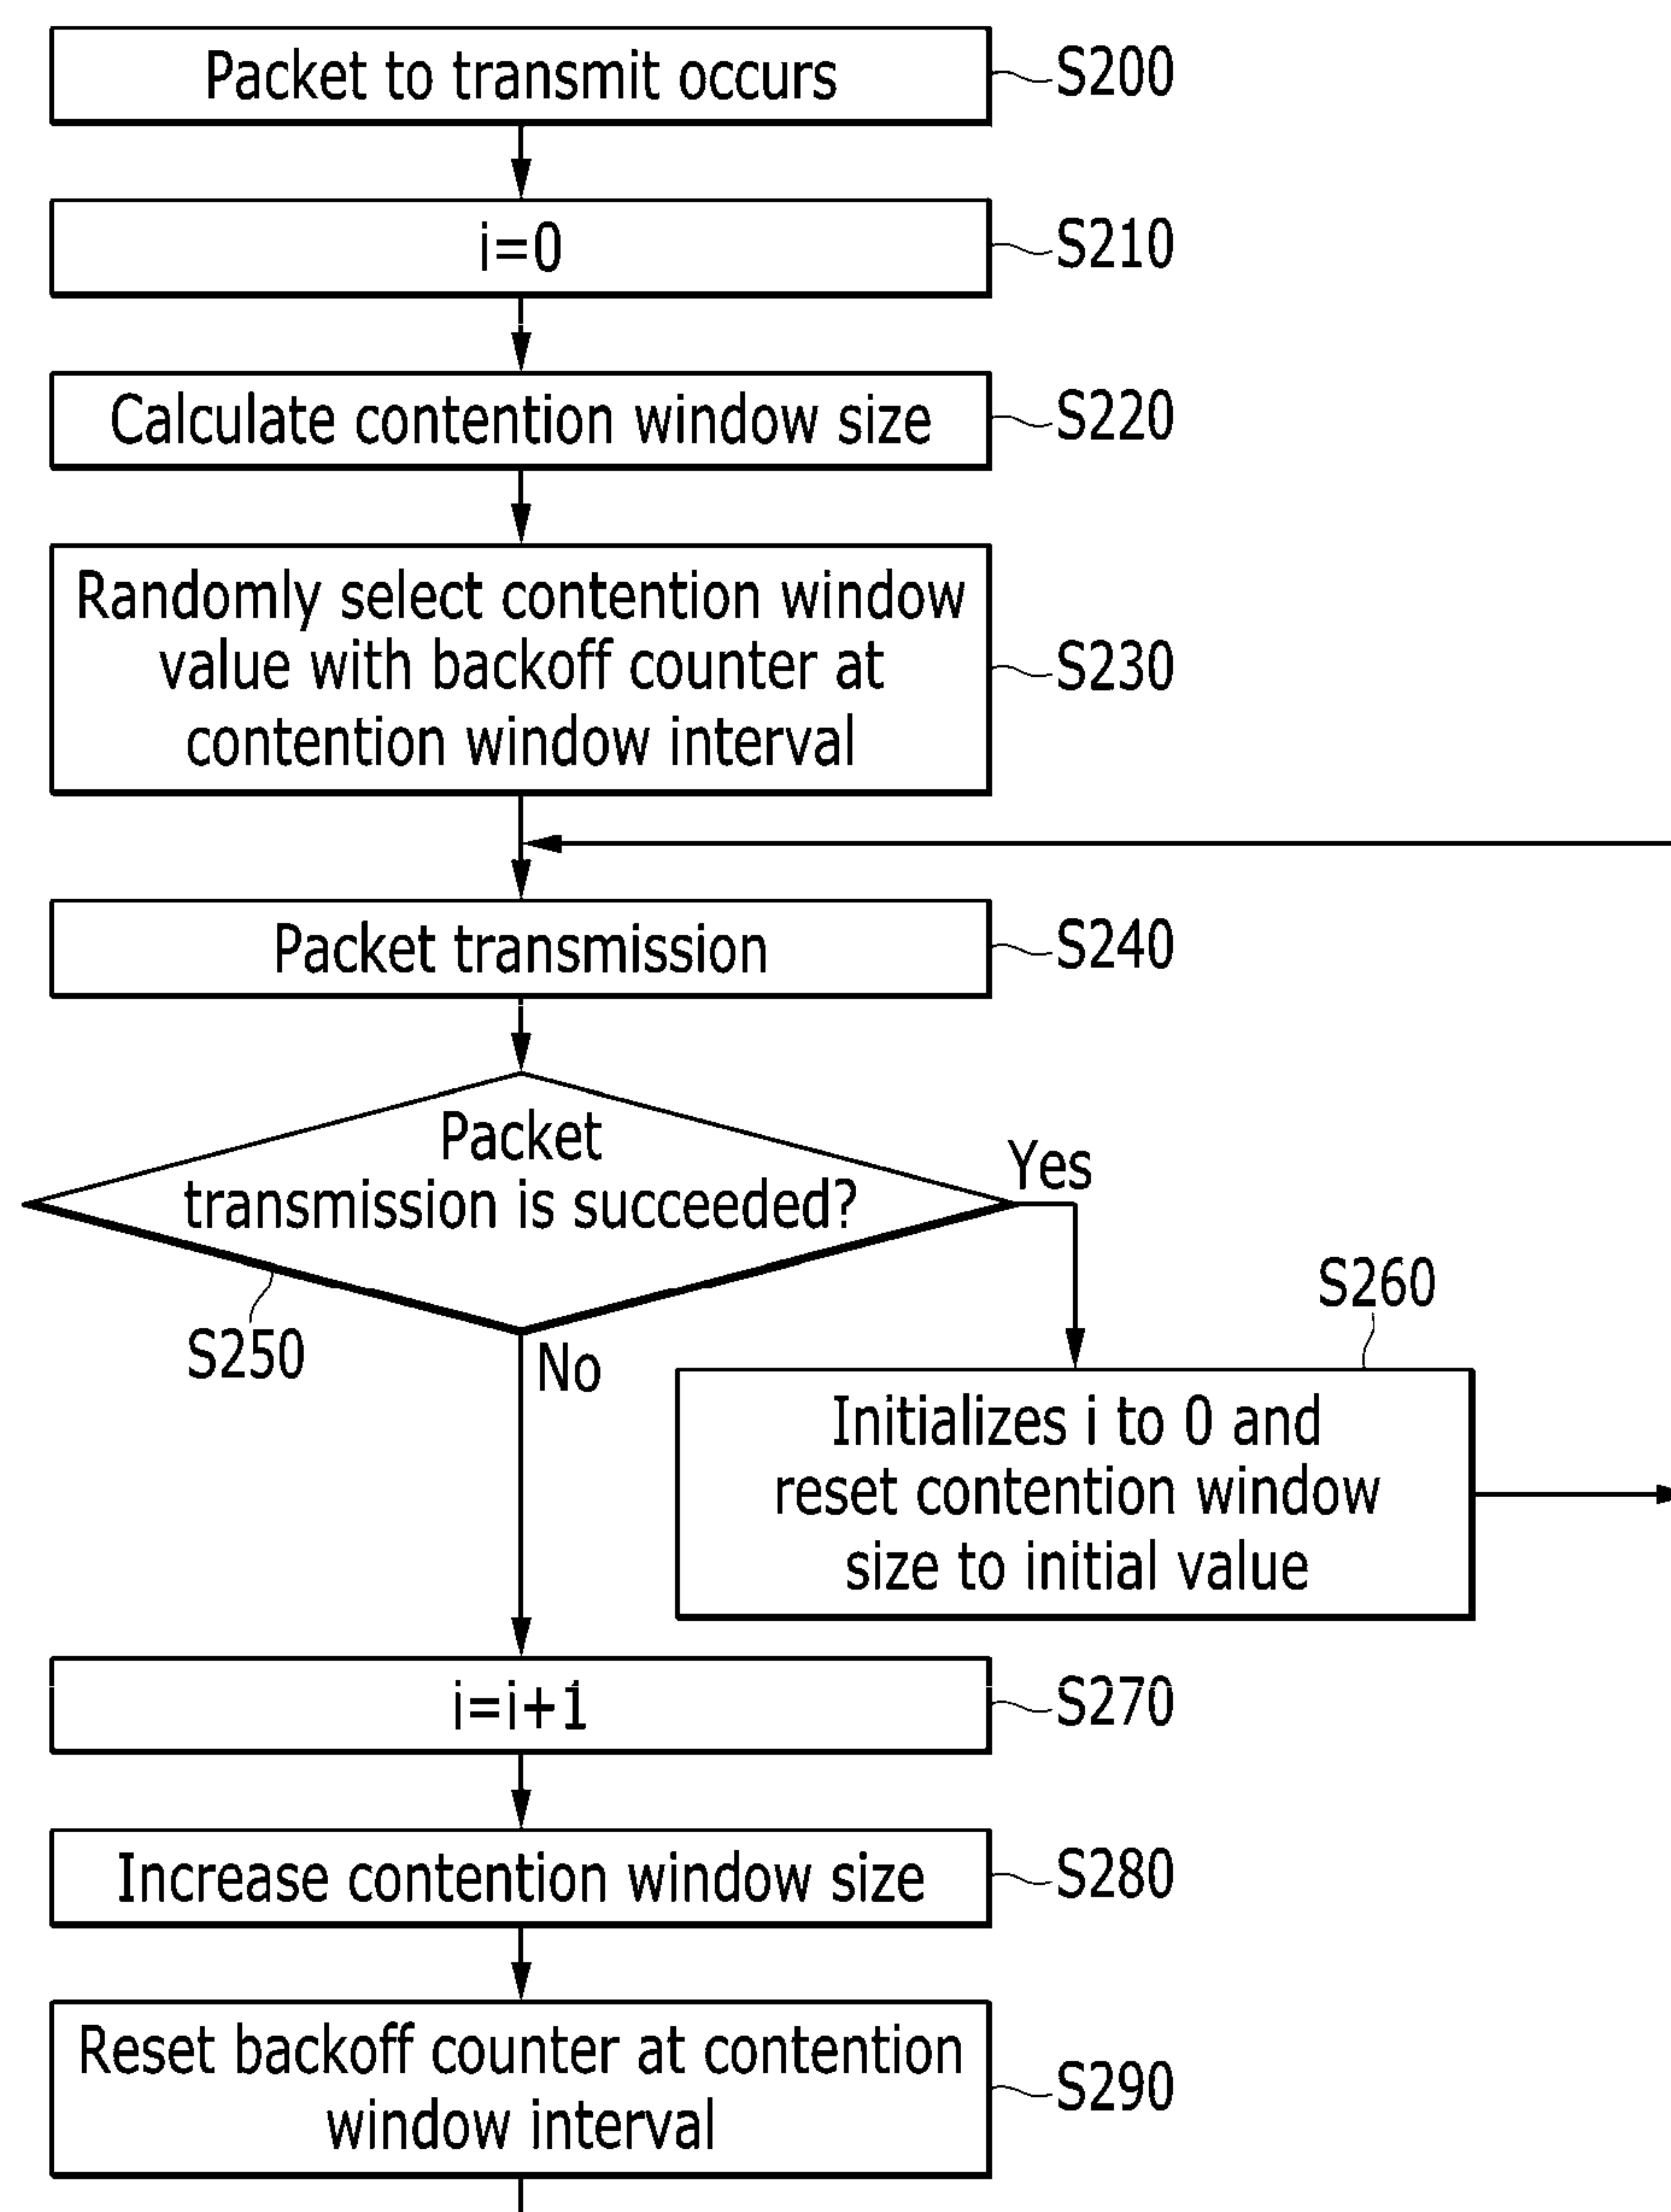 Packet to transmit occurs
S200
i=0
S210
Calculate contention window size
S220
Randomly select contention window
value with backoff counter at
contention window interval
S230
Packet transmission
S240
Packet
transmission is succeeded?
Yes
S250
No
S260
Initializes i to 0 and
reset contention window
size to initial value
i=i+1
S270
Increase contention window size
S280
Reset backoff counter at contention
window interval
S290